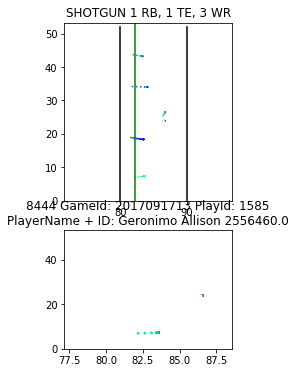 SHOTGUN 1 RB, 1 TE, 3 WR
50
40
30
20
10
0
80 90
8444 GameId: 2017091713 PlayId: 1585
PlayerName + ID: Geronimo Allison 2556460.0
40
20
0
77.5 80.0 82.5 85.0 87.5